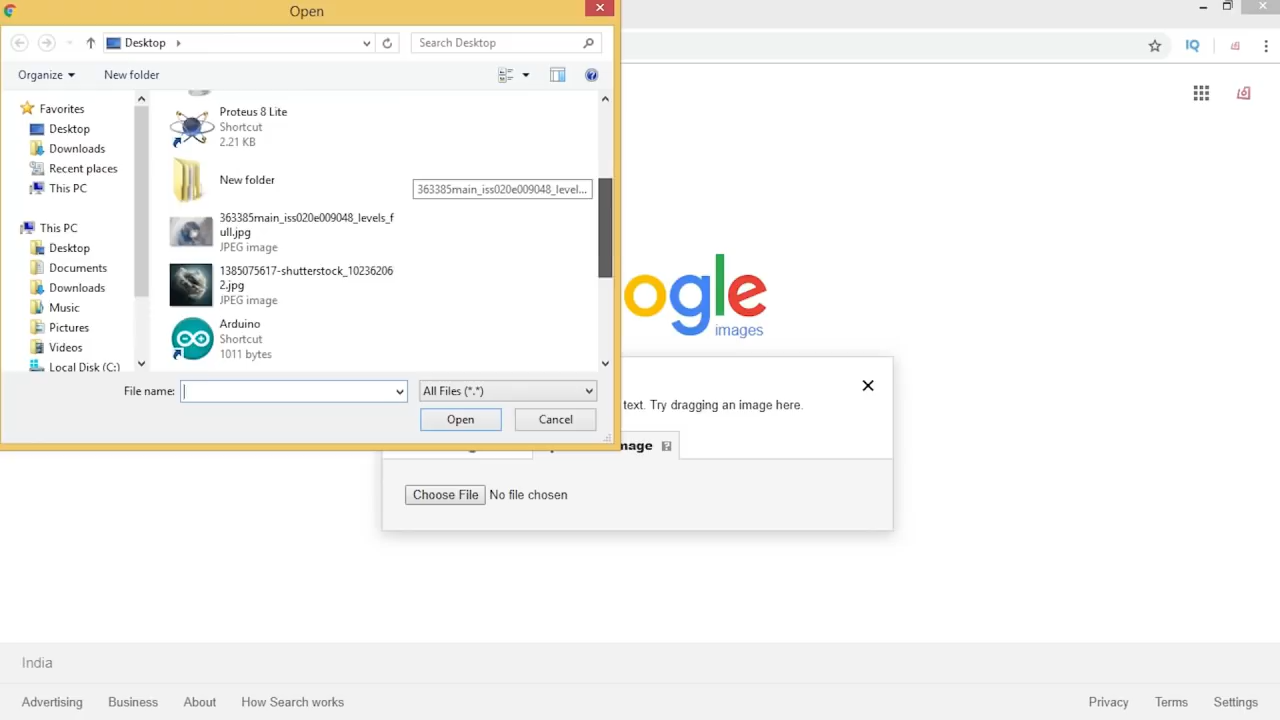 Open
Desktop
Search Desktop
Organize
New folder
Favorites
Desktop
Downloads
Recent places
This PC
This PC
Desktop
Documents
Downloads
Music
Pictures
Videos
Local Disk (C:)
Proteus 8 Lite
Shortcut
2.21 KB
New folder
363385main_iss020e009048_level...
363385main_iss020e009048_levels_f
ull.jpg
JPEG image
1385075617-shutterstock_10236206
2.jpg
JPEG image
Arduino
Shortcut
1011 bytes
File name:
All Files (*.*)
Open
Cancel
IQ
ogle
images
text. Try dragging an image here.
mage
Choose File
No file chosen
India
Advertising
Business
About
How Search works
Privacy
Terms
Settings